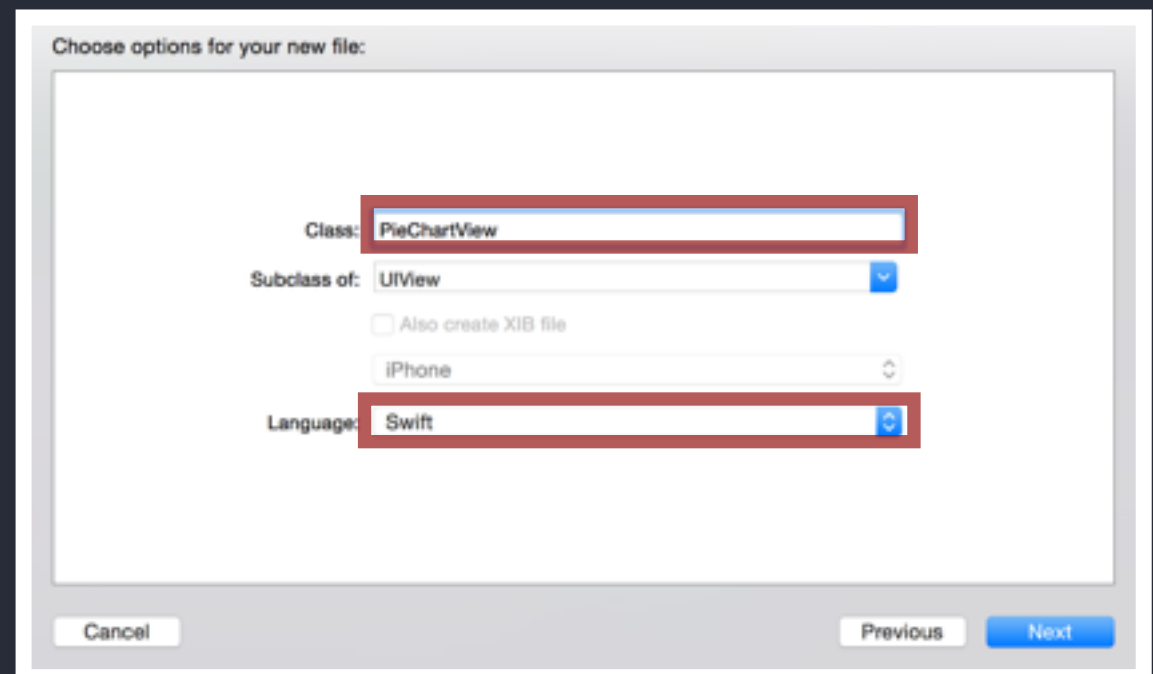 Choose options for your new file:
Class: PieChartView
Subclass of: UIView
Also create XIB file
iPhone
Language: Swift
Cancel Previous Next